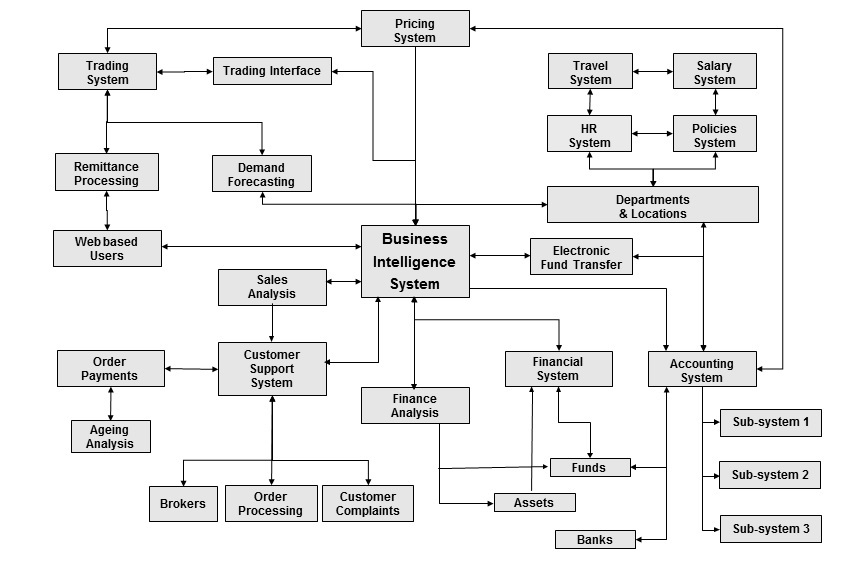 Pricing
System
Trading
System
Trading Interface
Travel
System
Salary
System
HR
System
Policies
System
Remittance
Processing
Demand
Forecasting
Departments
& Locations
Web based
Users
Business
Intelligence
System
Electronic
Fund Transfer
Sales
Analysis
Order
Payments
Customer
Support
System
Financial
System
Accounting
System
Finance
Analysis
Ageing
Analysis
Sub-system 1
Funds
Sub-system 2
Brokers
Order
Processing
Customer
Complaints
Assets
Banks
Sub-system 3